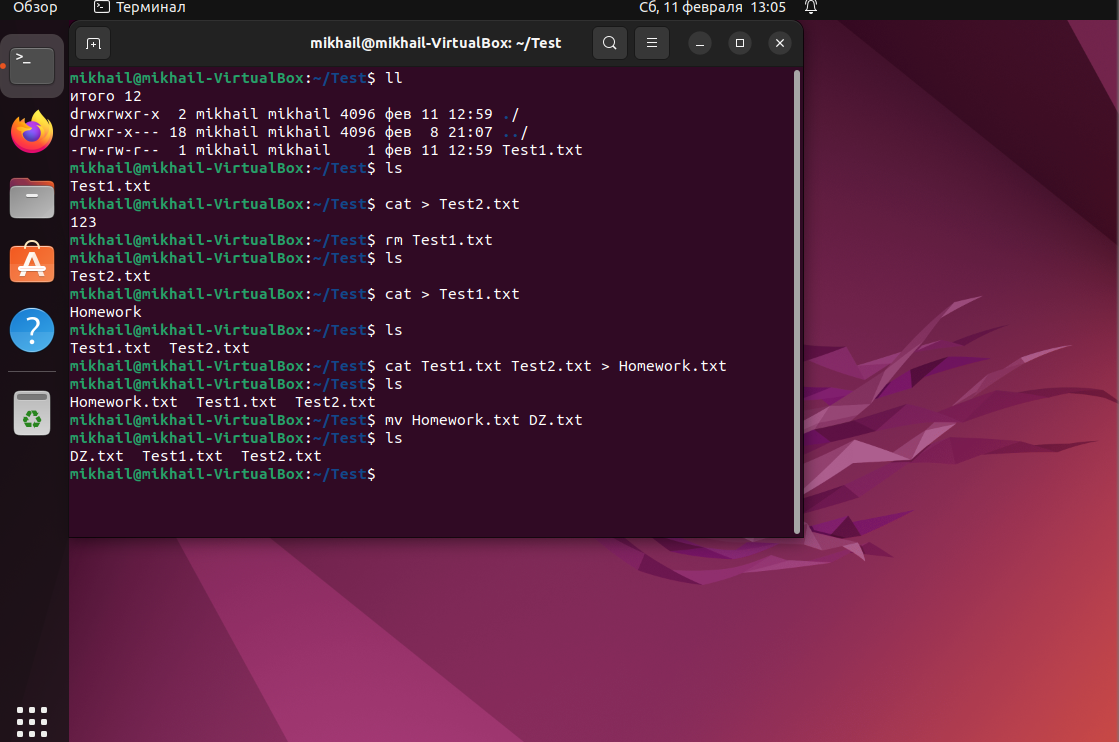 Обзор
Терминал
Сб, 11 февраля 13:05
mikhail@mikhail-VirtualBox: ~/Test
mikhail@mikhail-VirtualBox:~/Test$ ll
итого 12
drwxrwxr-x  2 mikhail mikhail 4096 фев 11 12:59 ./
drwxr-x--- 18 mikhail mikhail 4096 фев  8 21:07 ../
-rw-rw-r--  1 mikhail mikhail    1 фев 11 12:59 Test1.txt
mikhail@mikhail-VirtualBox:~/Test$ ls
Test1.txt
mikhail@mikhail-VirtualBox:~/Test$ cat > Test2.txt
123
mikhail@mikhail-VirtualBox:~/Test$ rm Test1.txt
mikhail@mikhail-VirtualBox:~/Test$ ls
Test2.txt
mikhail@mikhail-VirtualBox:~/Test$ cat > Test1.txt
Homework
mikhail@mikhail-VirtualBox:~/Test$ ls
Test1.txt  Test2.txt
mikhail@mikhail-VirtualBox:~/Test$ cat Test1.txt Test2.txt > Homework.txt
mikhail@mikhail-VirtualBox:~/Test$ ls
Homework.txt  Test1.txt  Test2.txt
mikhail@mikhail-VirtualBox:~/Test$ mv Homework.txt DZ.txt
mikhail@mikhail-VirtualBox:~/Test$ ls
DZ.txt  Test1.txt  Test2.txt
mikhail@mikhail-VirtualBox:~/Test$